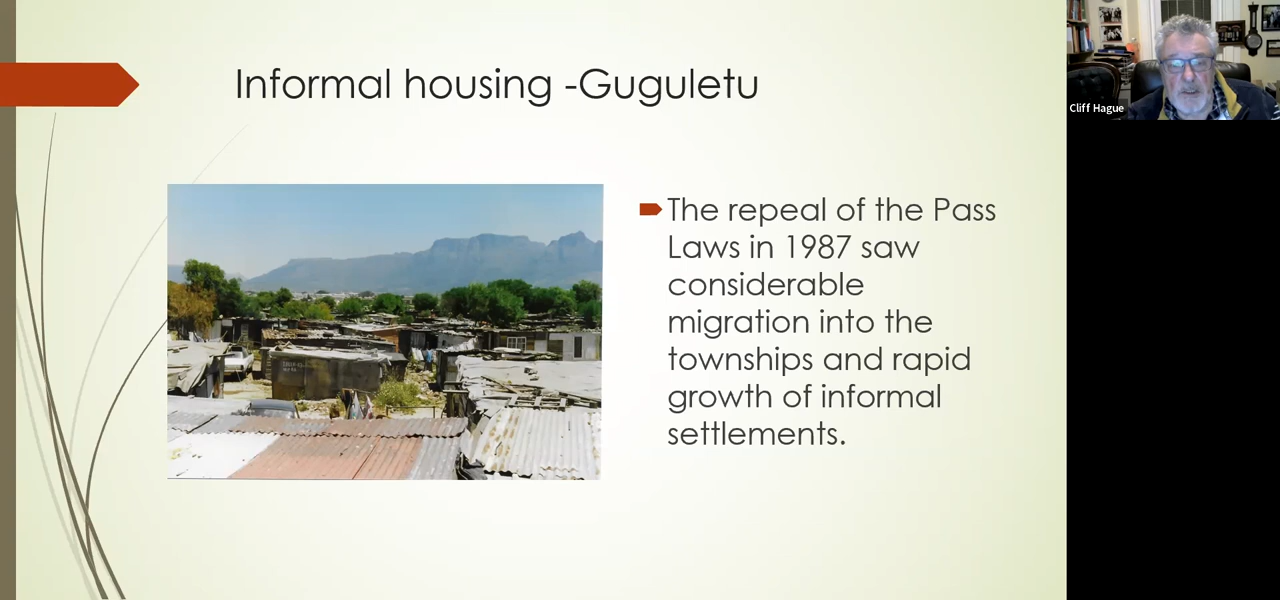 Informal housing -Guguletu
The repeal of the Pass
Laws in 1987 saw
considerable
migration into the
townships and rapid
growth of informal
settlements.
Cliff Hague